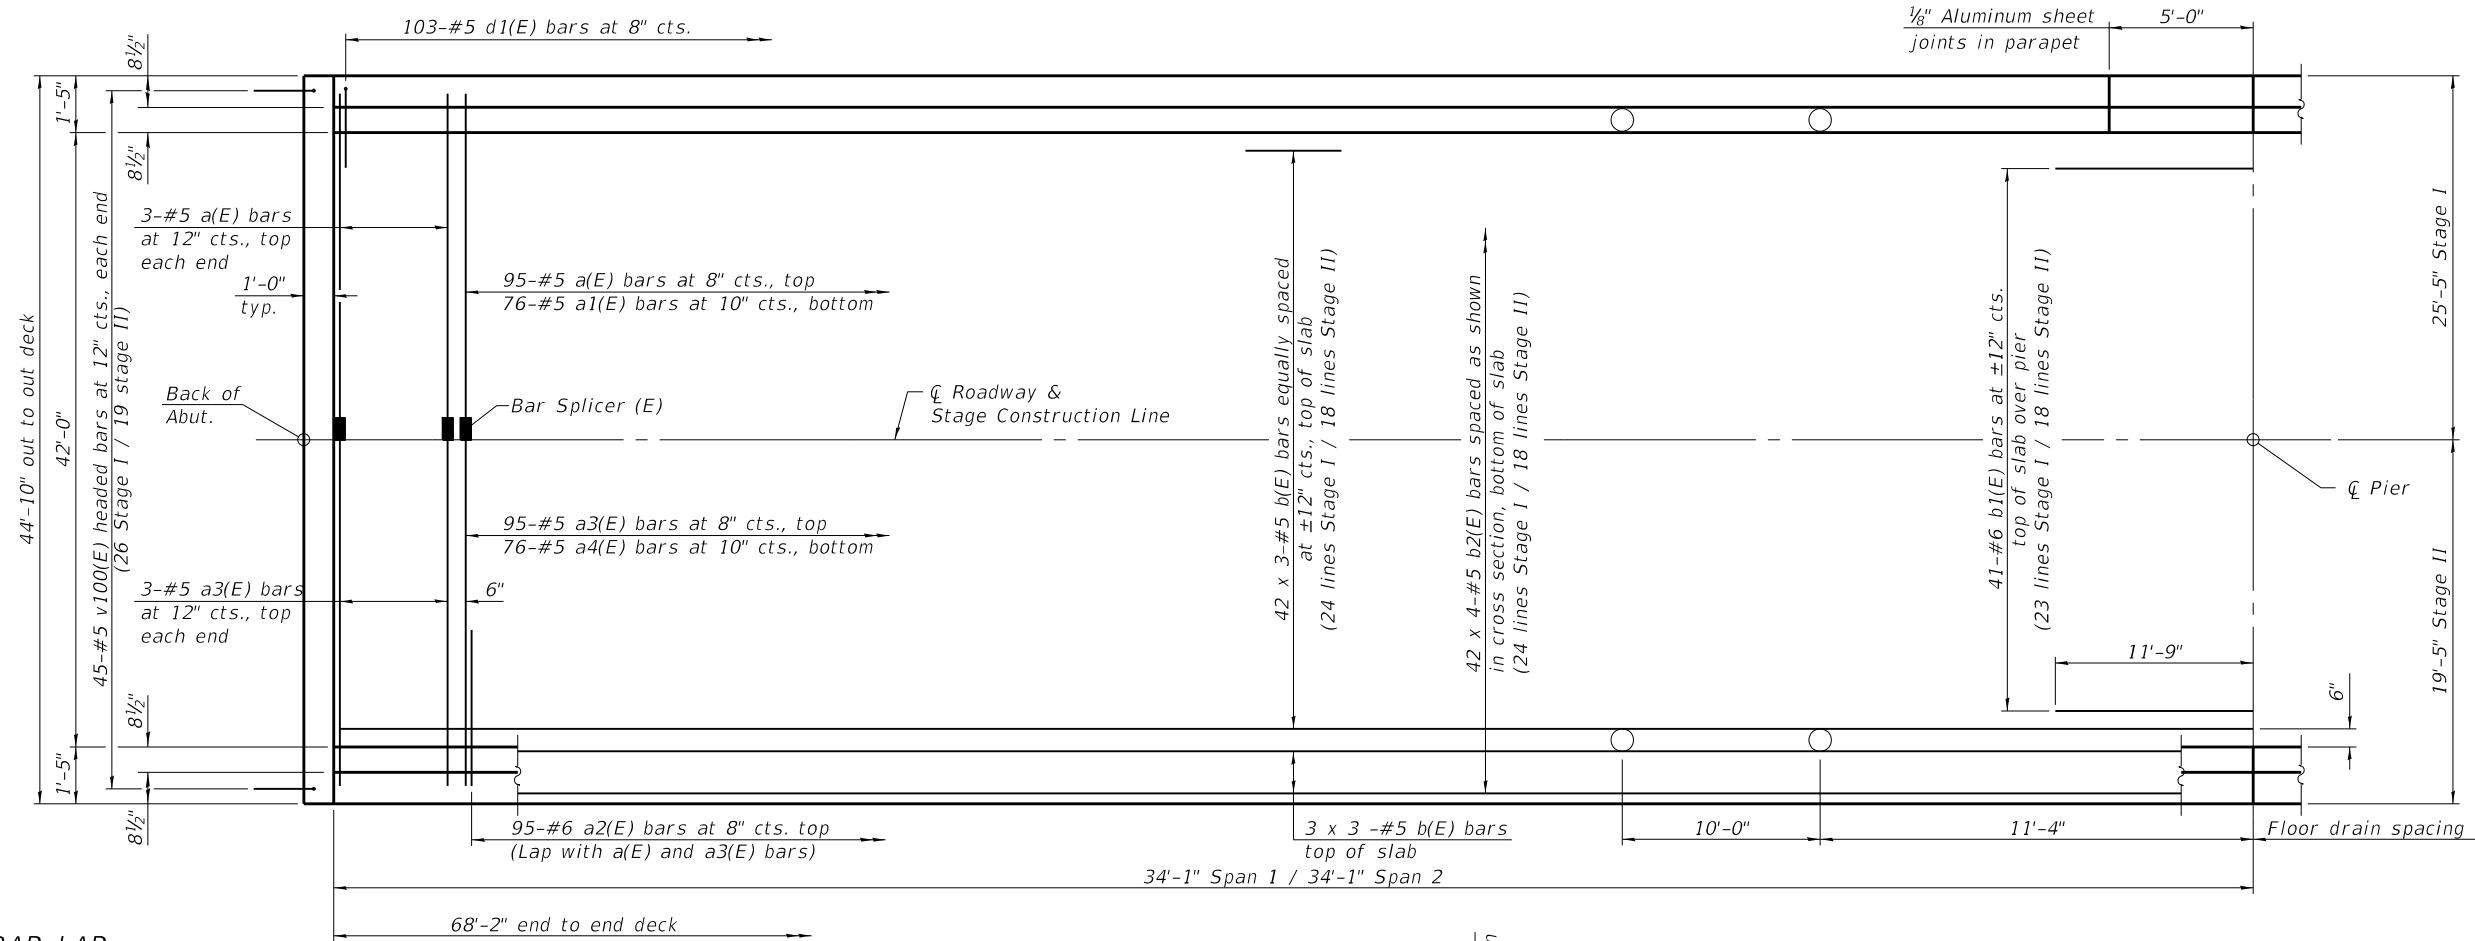 103-#5 d1(E) bars at 8" cts.
⅛" Aluminum sheet
joints in parapet
5'-0"
8½"
1'-5"
8½"
3-#5 a(E) bars
at 12" cts., top
each end
1'-0"
typ.
95-#5 a(E) bars at 8" cts., top
76-#5 a1(E) bars at 10" cts., bottom
44'-10" out to out deck
42'-0"
45-#5 v100(E) headed bars at 12" cts., each end
(26 Stage I / 19 stage II)
Back of
Abut.
Bar Splicer (E)
℄ Roadway &
Stage Construction Line
42 x 3-#5 b(E) bars equally spaced
at ±12" cts., top of slab
(24 lines Stage I / 18 lines Stage II)
42 x 4-#5 b2(E) bars spaced as shown
in cross section, bottom of slab
(24 lines Stage I / 18 lines Stage II)
41-#6 b1(E) bars at ±12" cts.
top of slab over pier
(23 lines Stage I / 18 lines Stage II)
25'-5" Stage I
℄ Pier
19'-5" Stage II
95-#5 a3(E) bars at 8" cts., top
76-#5 a4(E) bars at 10" cts., bottom
3-#5 a3(E) bars
at 12" cts., top
each end
6"
11'-9"
6"
8½"
1'-5"
8½"
95-#6 a2(E) bars at 8" cts. top
(Lap with a(E) and a3(E) bars)
3 x 3 -#5 b(E) bars
top of slab
10'-0"
11'-4"
Floor drain spacing
34'-1" Span 1 / 34'-1" Span 2
68'-2" end to end deck